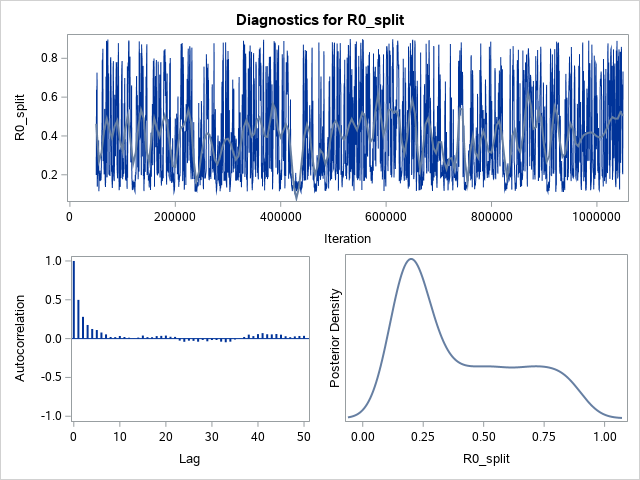 Diagnostics for R0_split
0.8
0.6
0.4
0.2
R0_split
0 200000 400000 600000 800000 1000000
Iteration
1.0
0.5
0.0
-0.5
-1.0
Autocorrelation
0 10 20 30 40 50
Lag
Posterior Density
0.00 0.25 0.50 0.75 1.00
R0_split